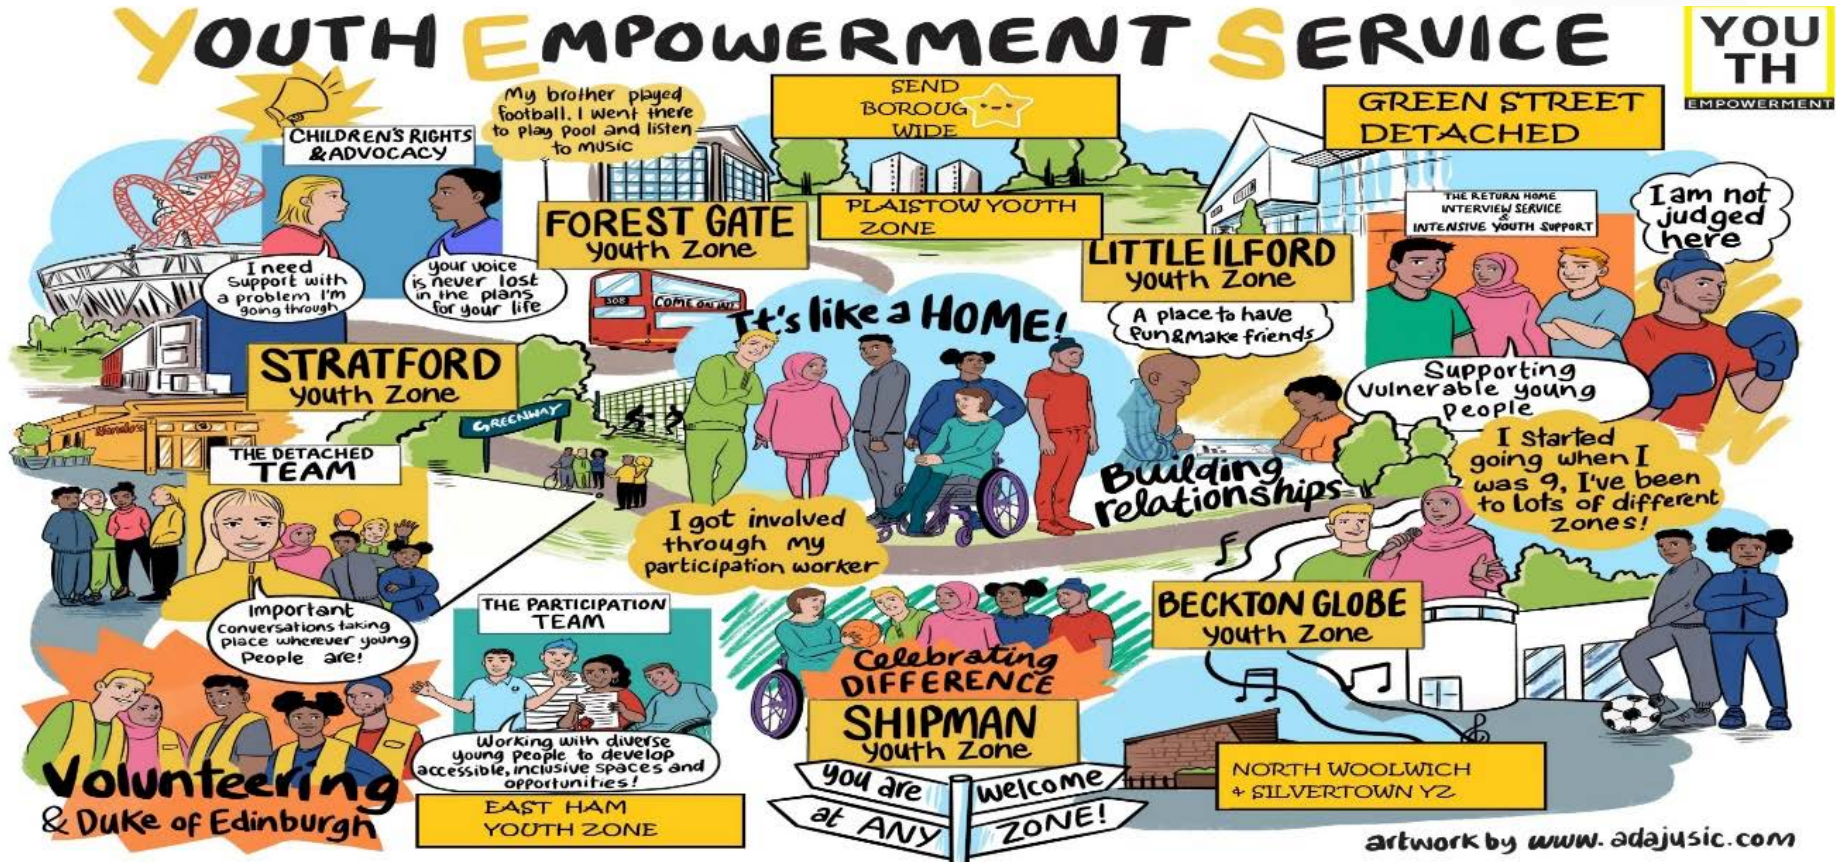 YOUTH EMPOWERMENT SERVICE
YOU
TH
EMPOWERMENT
CHILDREN'S RIGHTS
& ADVOCACY
I need
Support with
a problem I'm
going through
your voice
is never lost
in the plans
for your life
My brother played
football. I went there
to play pool and listen
to music
FOREST GATE
Youth Zone
SEND
BOROUG
WIDE
PLAISTOW YOUTH
ZONE
GREEN STREET
DETACHED
LITTLE ILFORD
Youth Zone
A place to have
fun & make friends
THE RETURN HOME
INTERVIEW SERVICE
&
INTENSIVE YOUTH SUPPORT
I am not
judged
here
Supporting
vulnerable young
people
STRATFORD
Youth Zone
308
COME ON
It's like a HOME!
GREENWAY
Nando's
THE DETACHED
TEAM
Important
conversations taking
place wherever young
People are!
I got involved
through my
participation worker
Building
relationships
I started
going when I
was 9, I've been
to lots of different
zones!
BECKTON GLOBE
Youth Zone
THE PARTICIPATION
TEAM
Working with diverse
young people to develop
accessible, inclusive spaces and
opportunities!
Celebrating
DIFFERENCE
SHIPMAN
Youth Zone
you are
welcome
at ANY
ZONE!
Volunteering
& Duke of Edinburgh
EAST HAM
YOUTH ZONE
NORTH WOOLWICH
+ SILVERTOWN YZ
artwork by www.adajusic.com